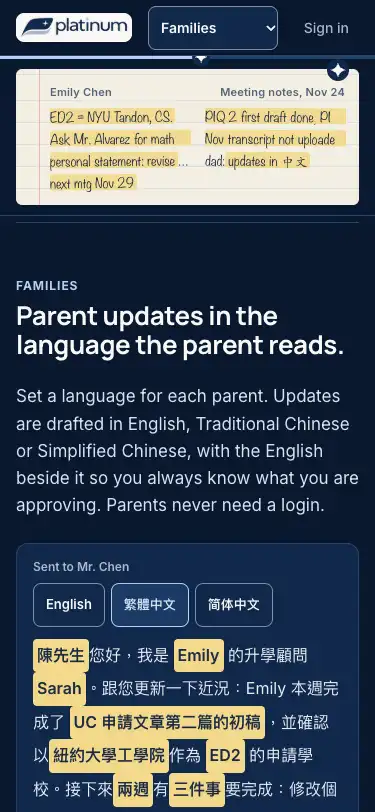 platinum
Families
Sign in
Emily Chen
Meeting notes, Nov 24
ED2 = NYU Tandon, CS.
Ask Mr. Alvarez for math
personal statement: revise ...
next mtg Nov 29
PIQ 2 first draft done, PI
Nov transcript not uploade
dad: updates in 中文
FAMILIES
Parent updates in the
language the parent reads.
Set a language for each parent. Updates
are drafted in English, Traditional Chinese
or Simplified Chinese, with the English
beside it so you always know what you are
approving. Parents never need a login.
Sent to Mr. Chen
English
繁體中文
简体中文
陳先生您好，我是 Emily 的升學顧問
Sarah。跟您更新一下近況：Emily 本週完
成了 UC 申請文章第二篇的初稿，並確認
以紐約大學工學院作為 ED2 的申請學
校。接下來兩週有三件事要完成：修改個